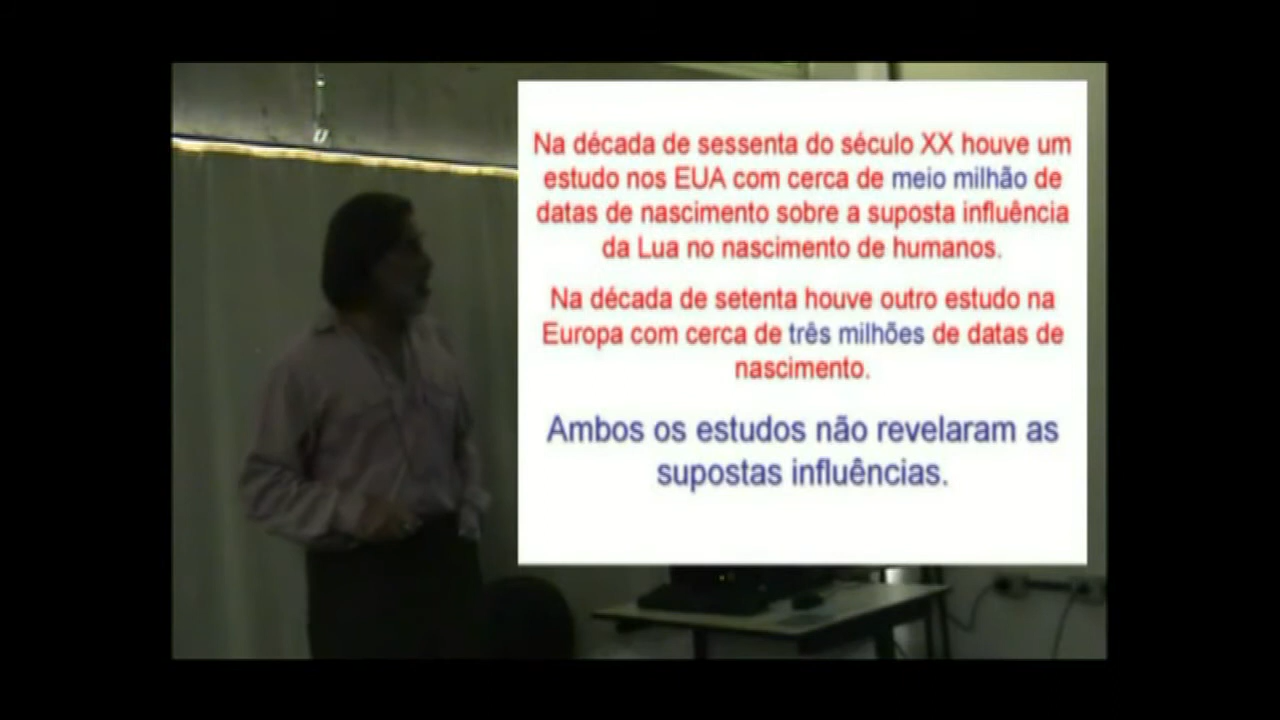 Na década de sessenta do século XX houve um
estudo nos EUA com cerca de meio milhão de
datas de nascimento sobre a suposta influência
da Lua no nascimento de humanos.
Na década de setenta houve outro estudo na
Europa com cerca de três milhões de datas de
nascimento.
Ambos os estudos não revelaram as
supostas influências.